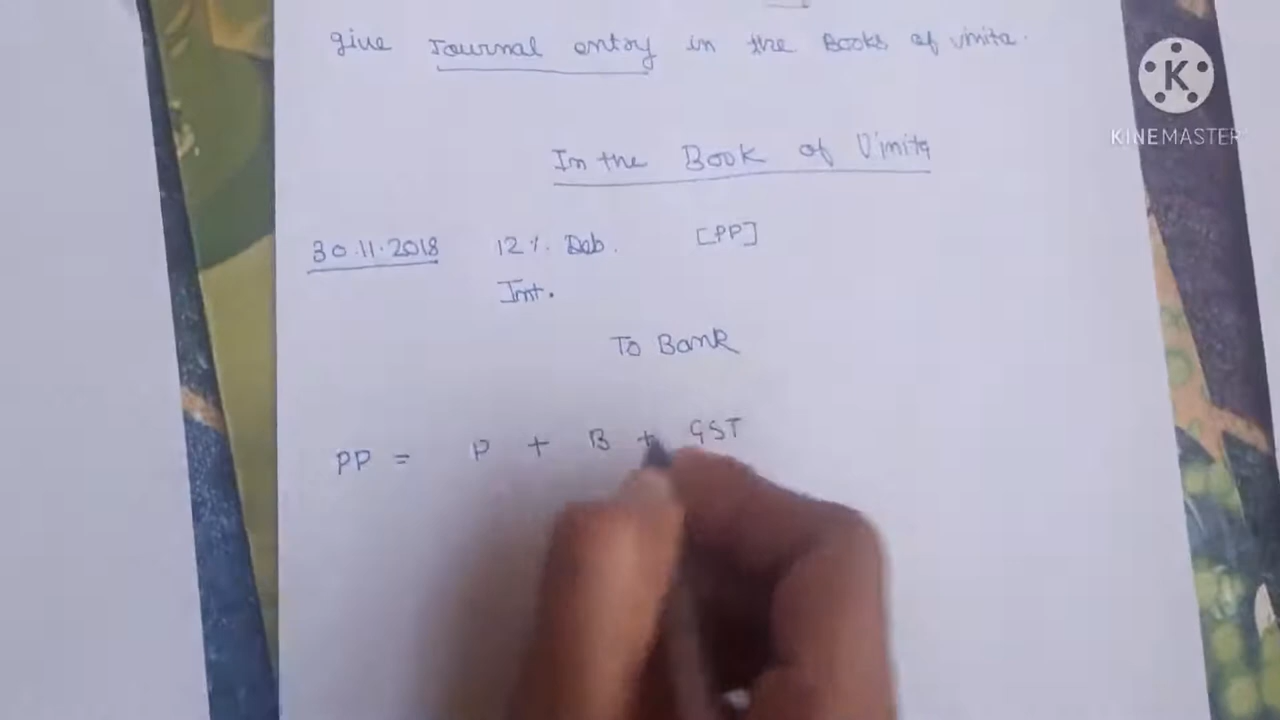 give Journal entry in the Books of vinita.
K
KINEMASTER
In the Book of Vinita
30.11.2018 12%. Deb. [PP]
Int.
To Bank
PP = P + B + GST